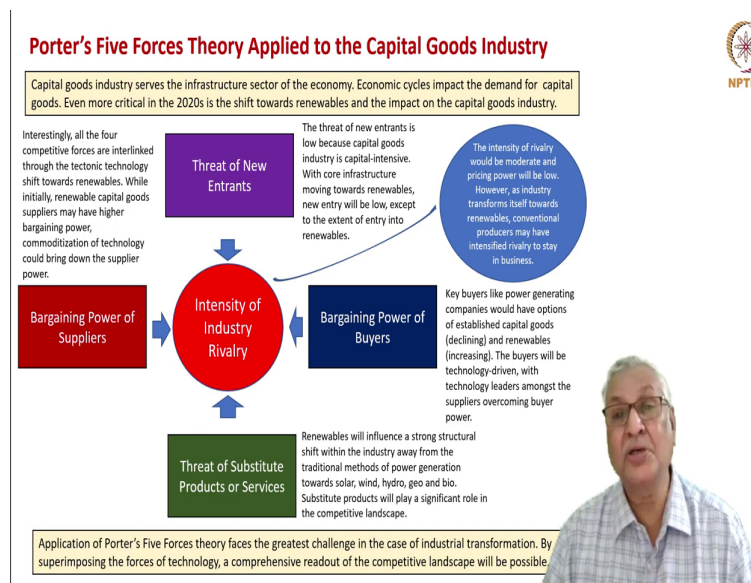 Porter's Five Forces Theory Applied to the Capital Goods Industry
Capital goods industry serves the infrastructure sector of the economy. Economic cycles impact the demand for capital
goods. Even more critical in the 2020s is the shift towards renewables and the impact on the capital goods industry.
Interestingly, all the four
competitive forces are interlinked
through the tectonic technology
shift towards renewables. While
initially, renewable capital goods
suppliers may have higher
bargaining power,
commoditization of technology
could bring down the supplier
power.
Threat of New
Entrants
The threat of new entrants is
low because capital goods
industry is capital-intensive.
With core infrastructure
moving towards renewables,
new entry will be low, except
to the extent of entry into
renewables.
The intensity of rivalry
would be moderate and
pricing power will be low.
However, as industry
transforms itself towards
renewables, conventional
producers may have
intensified rivalry to stay
in business.
Bargaining Power of
Suppliers
Intensity of
Industry
Rivalry
Bargaining Power of
Buyers
Key buyers like power generating
companies would have options
of established capital goods
(declining) and renewables
(increasing). The buyers will be
technology-driven, with
technology leaders amongst the
suppliers overcoming buyer
power.
Threat of Substitute
Products or Services
Renewables will influence a strong structural
shift within the industry away from the
traditional methods of power generation
towards solar, wind, hydro, geo and bio.
Substitute products will play a significant role in
the competitive landscape.
Application of Porter's Five Forces theory faces the greatest challenge in the case of industrial transformation. By
superimposing the forces of technology, a comprehensive readout of the competitive landscape will be possible.